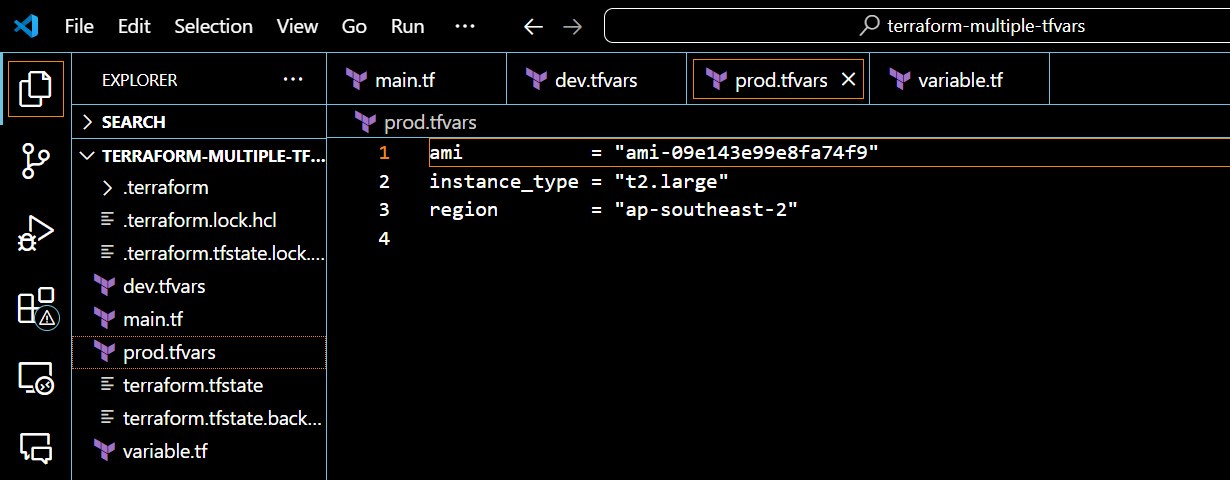 File Edit Selection View Go Run ··· ← → terraform-multiple-tfvars
EXPLORER ···
SEARCH
TERRAFORM-MULTIPLE-TF...
.terraform
.terraform.lock.hcl
.terraform.tfstate.lock....
dev.tfvars
main.tf
prod.tfvars
terraform.tfstate
terraform.tfstate.back...
variable.tf
main.tf dev.tfvars prod.tfvars × variable.tf
prod.tfvars
1 ami = "ami-09e143e99e8fa74f9"
2 instance_type = "t2.large"
3 region = "ap-southeast-2"
4